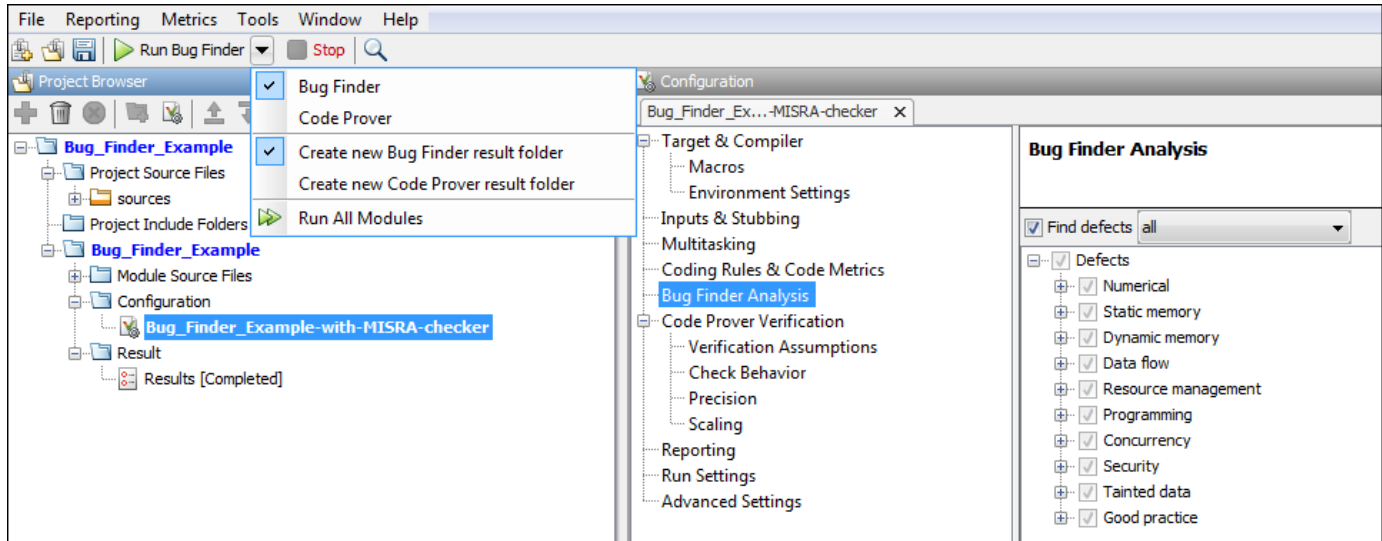 File Reporting Metrics Tools Window Help
Run Bug Finder Stop
Project Browser
Bug Finder
Code Prover
Create new Bug Finder result folder
Create new Code Prover result folder
Run All Modules
Bug_Finder_Example
Project Source Files
sources
Project Include Folders
Bug_Finder_Example
Module Source Files
Configuration
Bug_Finder_Example-with-MISRA-checker
Result
Results [Completed]
Configuration
Bug_Finder_Ex...-MISRA-checker X
Target & Compiler
Macros
Environment Settings
Inputs & Stubbing
Multitasking
Coding Rules & Code Metrics
Bug Finder Analysis
Code Prover Verification
Verification Assumptions
Check Behavior
Precision
Scaling
Reporting
Run Settings
Advanced Settings
Bug Finder Analysis
Find defects all
Defects
Numerical
Static memory
Dynamic memory
Data flow
Resource management
Programming
Concurrency
Security
Tainted data
Good practice